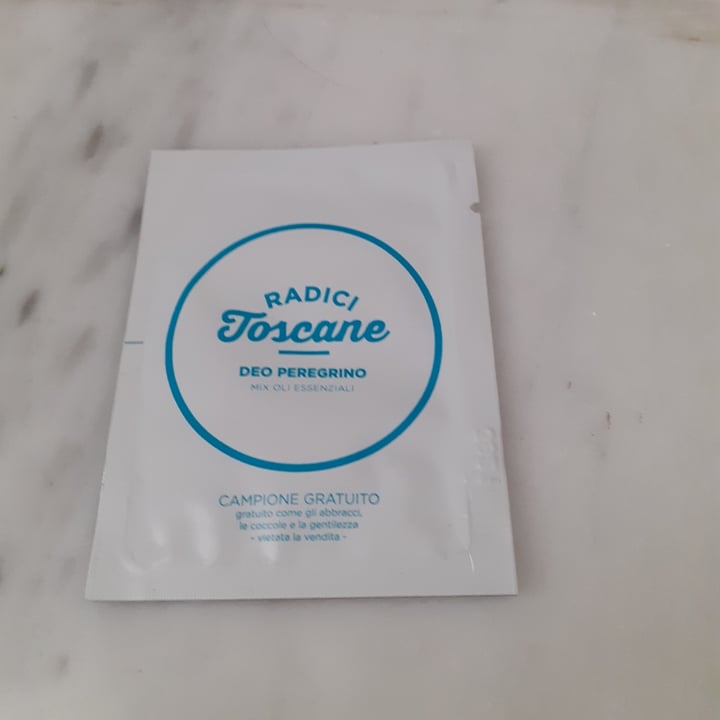 RADICI
Toscane
DEO PEREGRINO
MIX OLI ESSENZIALI
CAMPIONE GRATUITO
gratuito come gli abbracci,
le coccole e la gentilezza
- vietata la vendita -